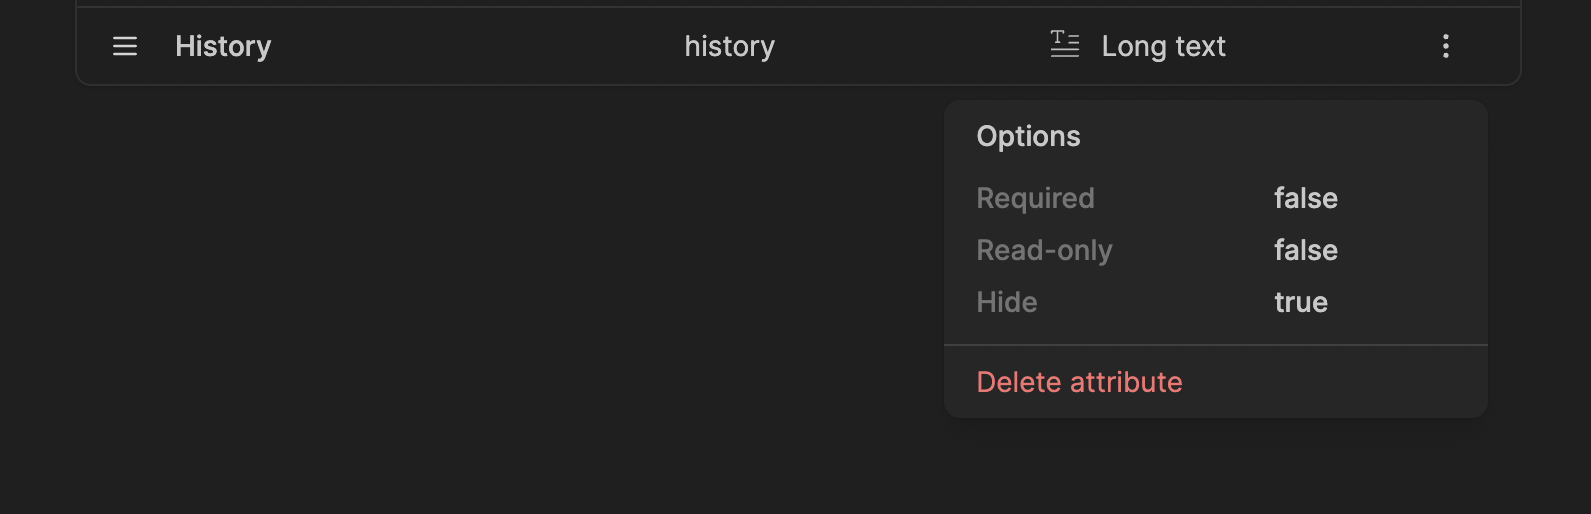 History history Long text
Options
Required false
Read-only false
Hide true
Delete attribute